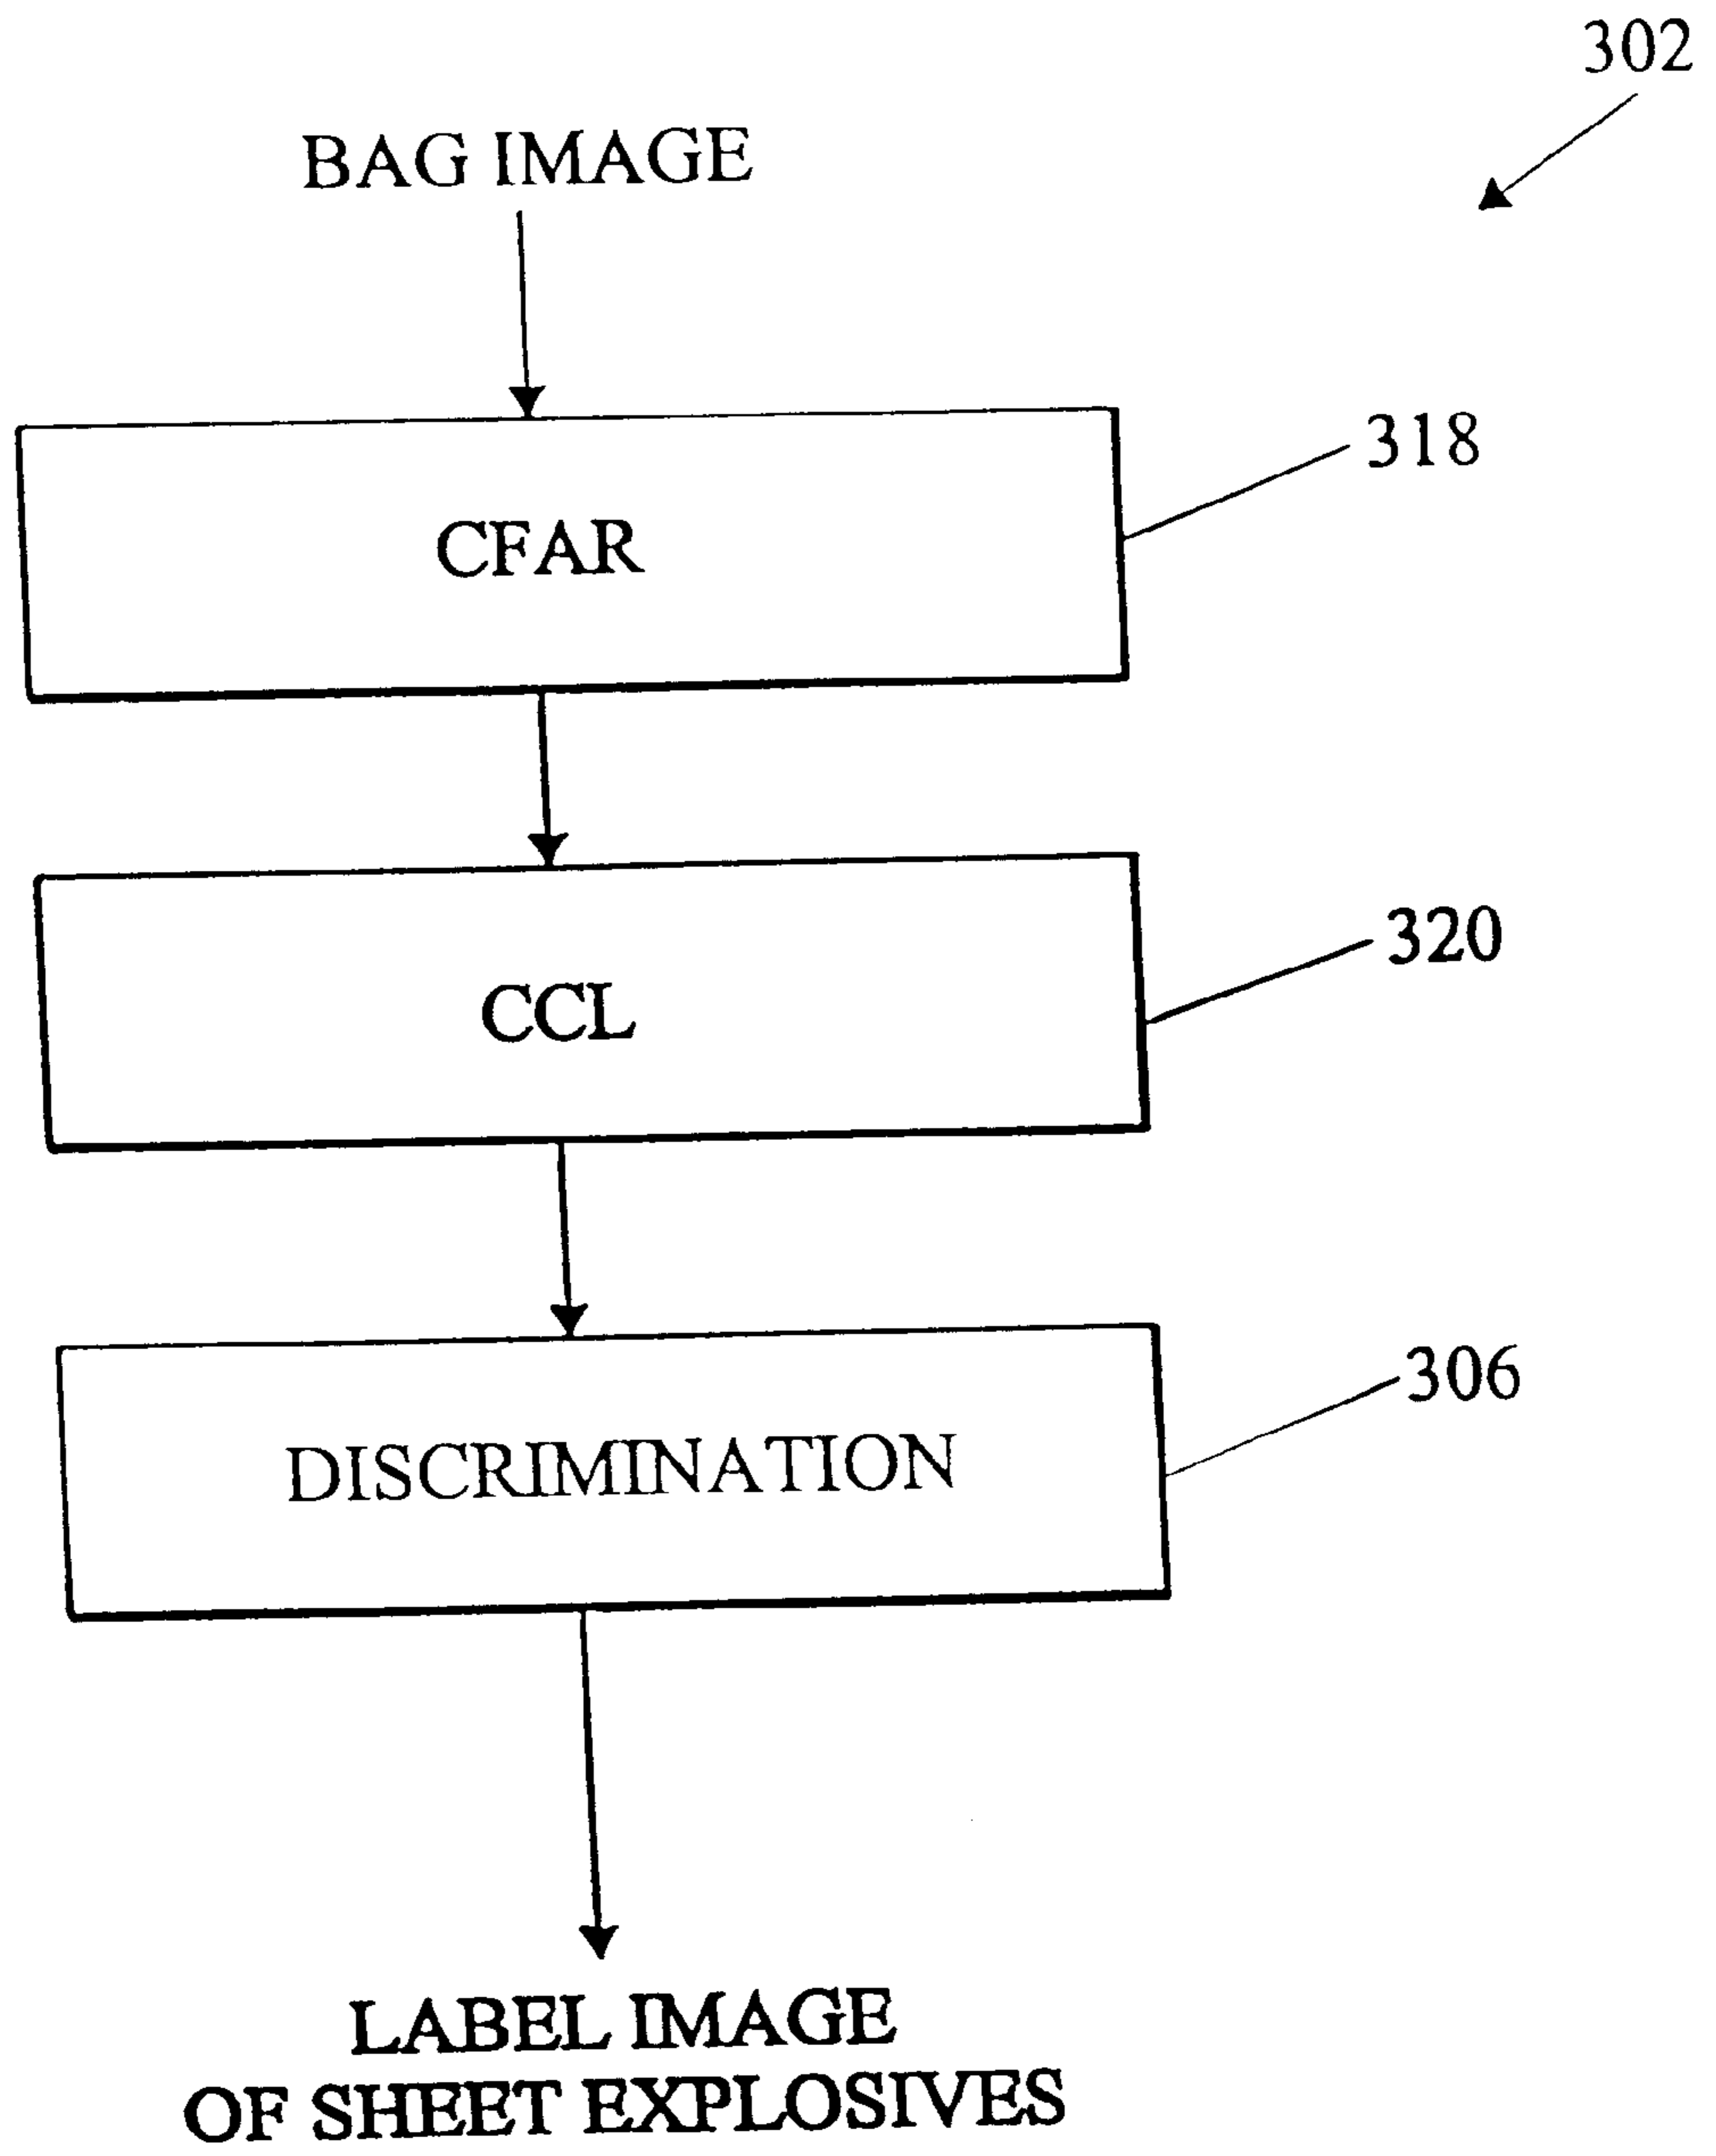 302
BAG IMAGE
318
CFAR
320
CCL
306
DISCRIMINATION
LABEL IMAGE
OF SHEET EXPLOSIVES